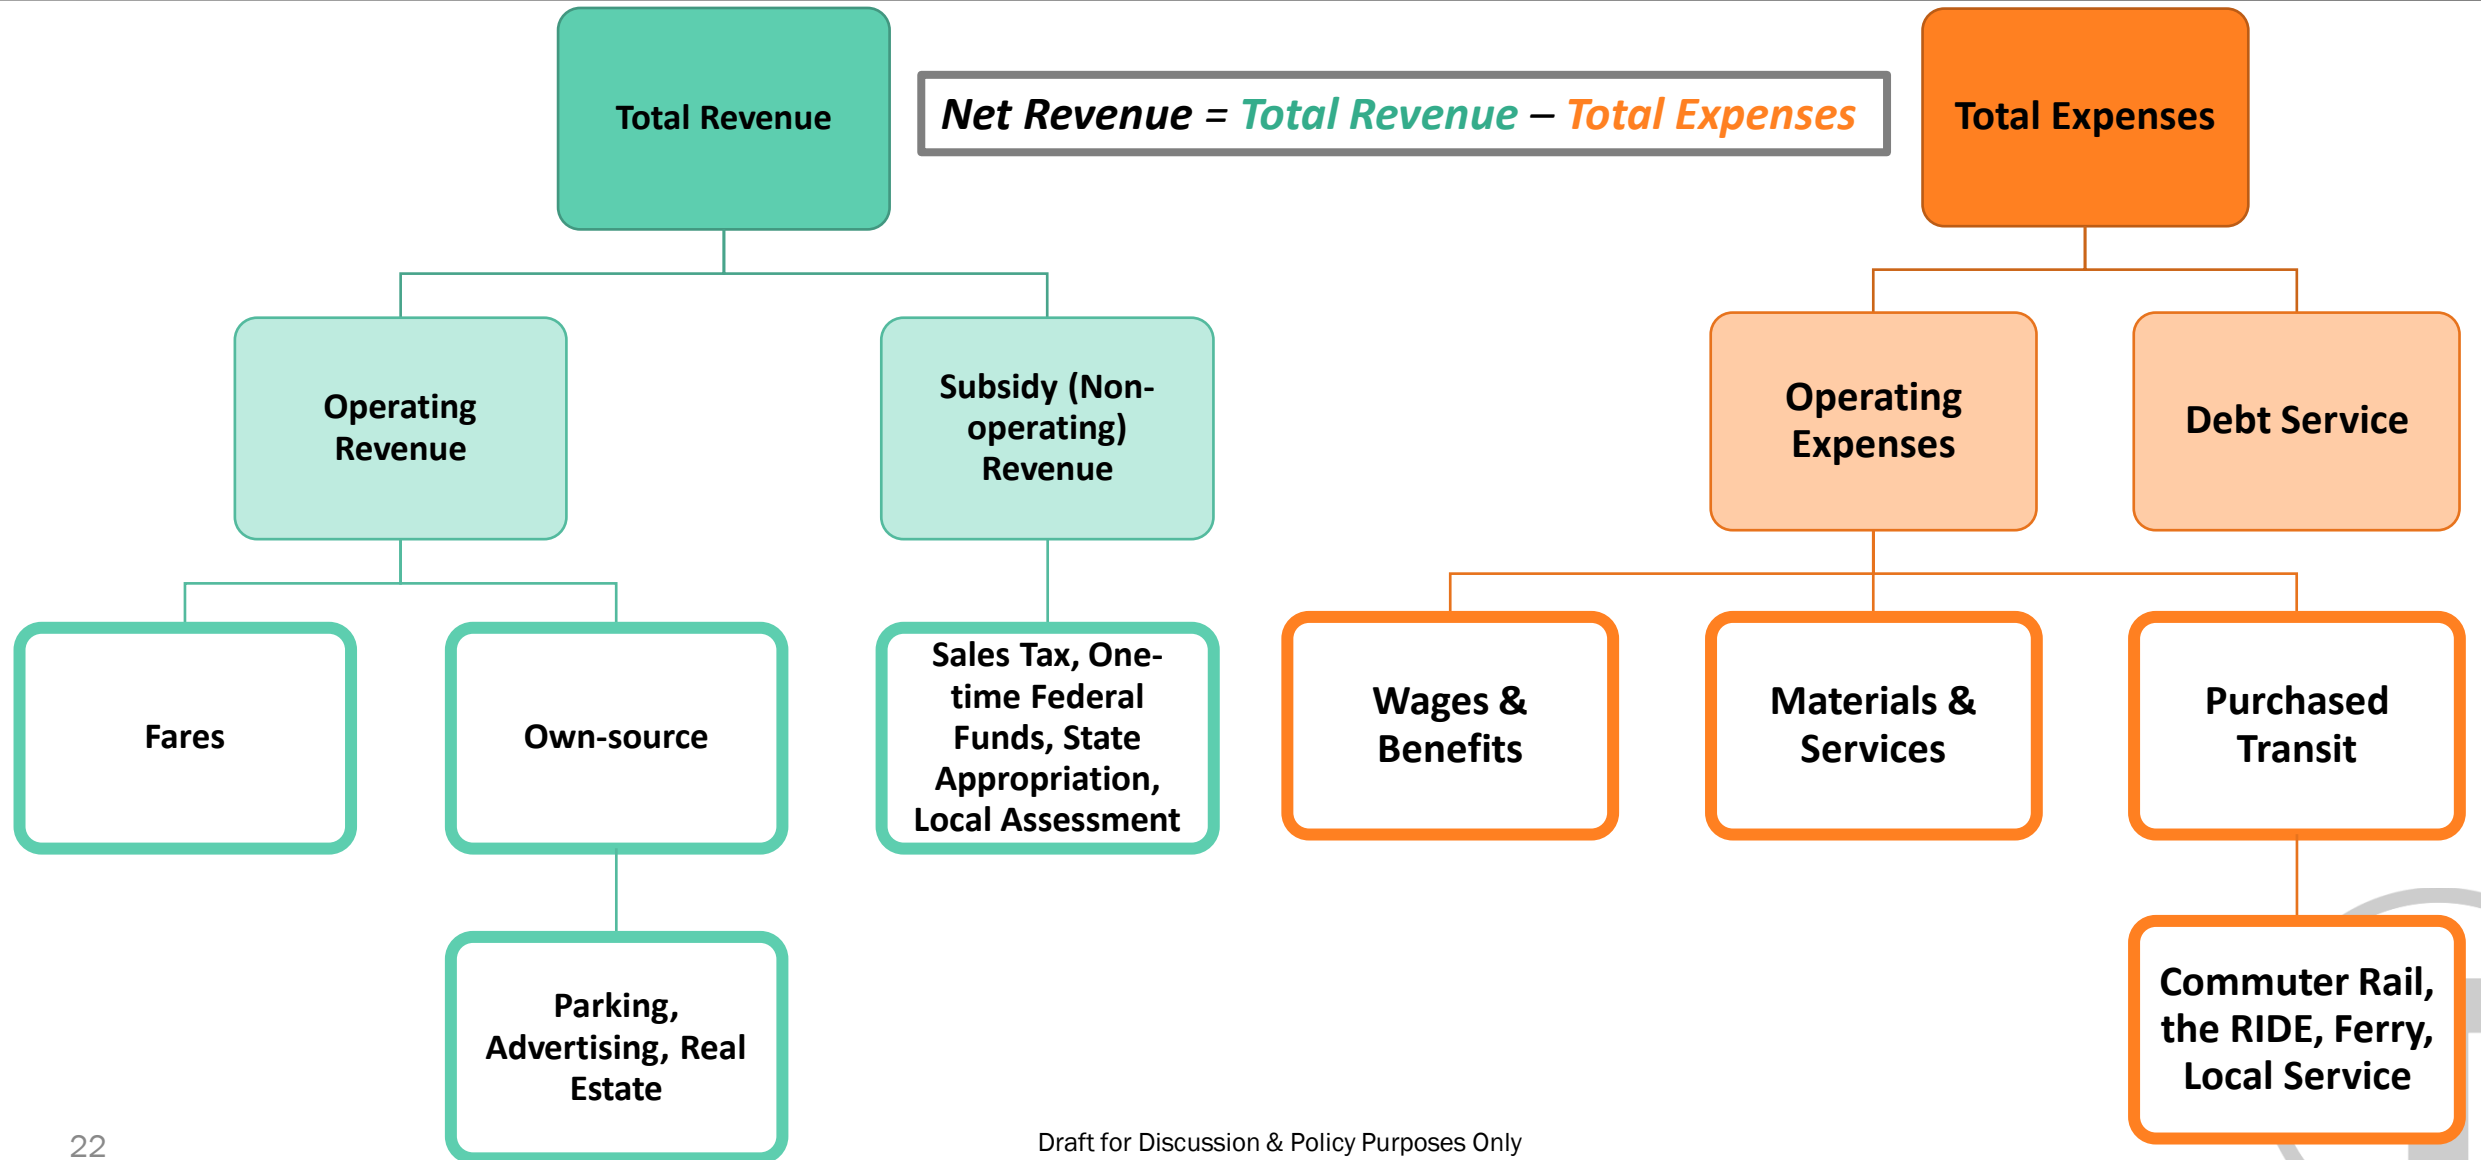 Total Revenue
Net Revenue = Total Revenue – Total Expenses
Total Expenses
Operating
Revenue
Subsidy (Non-
operating)
Revenue
Operating
Expenses
Debt Service
Fares
Own-source
Sales Tax, One-
time Federal
Funds, State
Appropriation,
Local Assessment
Wages &
Benefits
Materials &
Services
Purchased
Transit
Parking,
Advertising, Real
Estate
Commuter Rail,
the RIDE, Ferry,
Local Service
22
Draft for Discussion & Policy Purposes Only